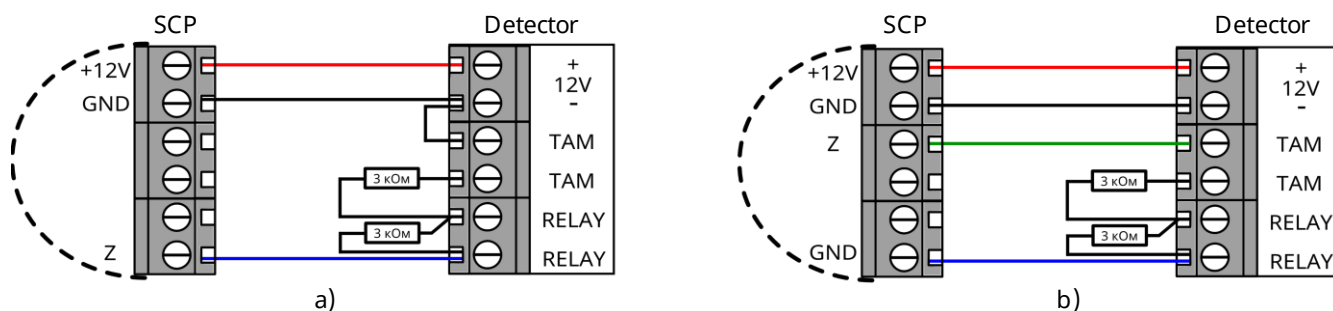 SCP
Detector
+12V
GND
Z
+
12V
-
TAM
TAM
RELAY
RELAY
3 кОм
3 кОм
a)
SCP
Detector
+12V
GND
Z
GND
+
12V
-
TAM
TAM
RELAY
RELAY
3 кОм
3 кОм
b)